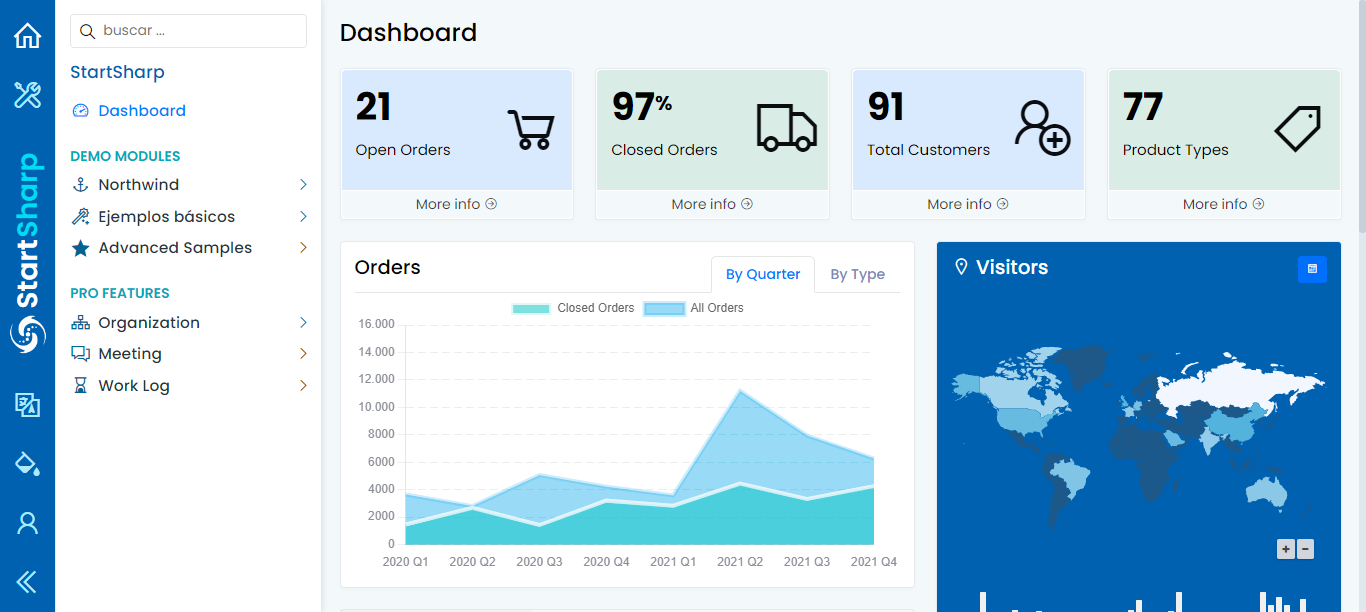 StartSharp
buscar ...
StartSharp
Dashboard
DEMO MODULES
Northwind
Ejemplos básicos
Advanced Samples
PRO FEATURES
Organization
Meeting
Work Log
Dashboard
21
Open Orders
More info
97%
Closed Orders
More info
91
Total Customers
More info
77
Product Types
More info
Orders
By Quarter
By Type
Closed Orders
All Orders
16.000
14.000
12.000
10.000
8000
6000
4000
2000
0
2020 Q1
2020 Q2
2020 Q3
2020 Q4
2021 Q1
2021 Q2
2021 Q3
2021 Q4
Visitors
+
−